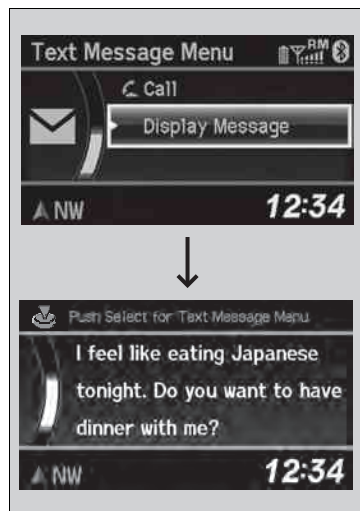 Text Message Menu RM
Call
Display Message
NW 12:34
Push Select for Text Message Menu
I feel like eating Japanese
tonight. Do you want to have
dinner with me?
NW 12:34